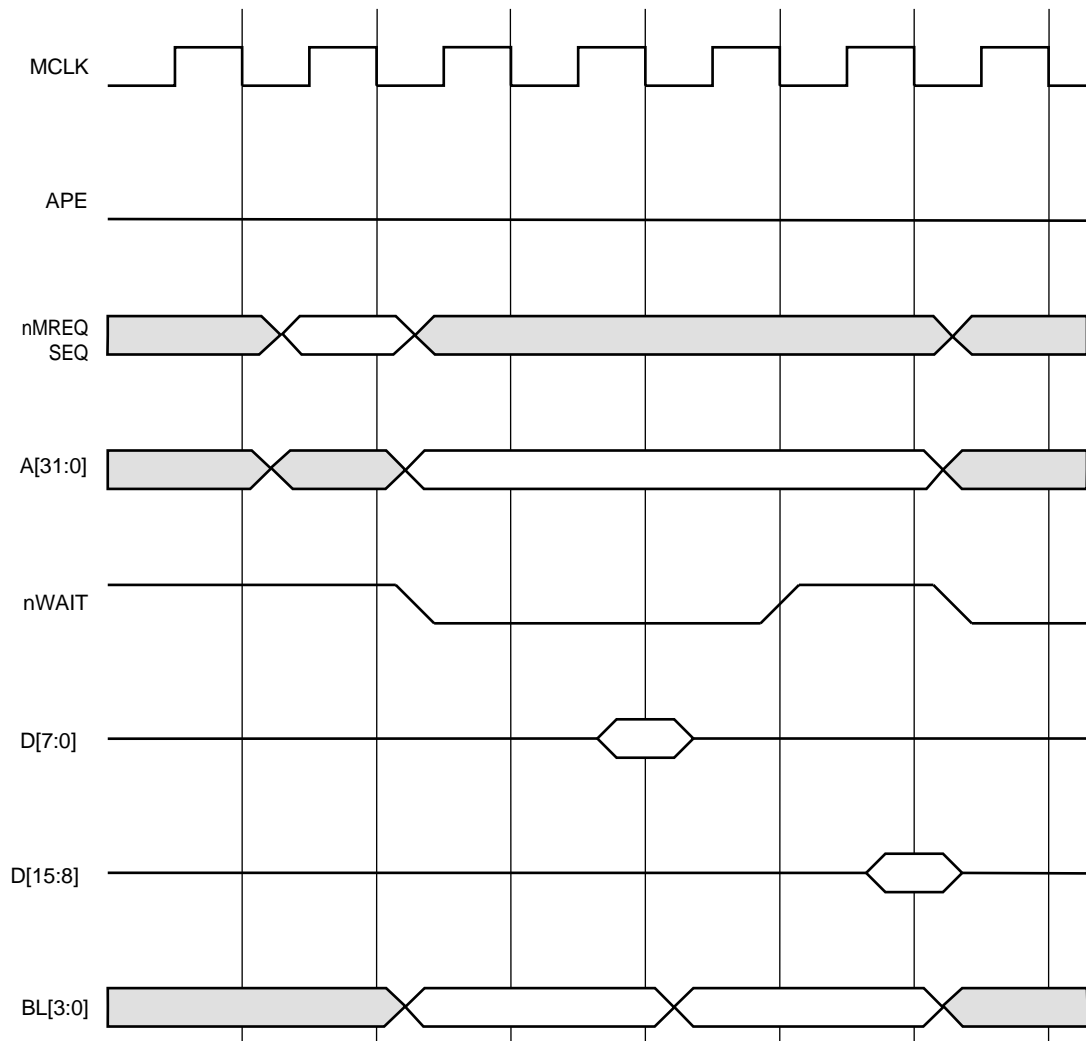 MCLK
APE
nMREQ
SEQ
A[31:0]
nWAIT
D[7:0]
D[15:8]
BL[3:0]